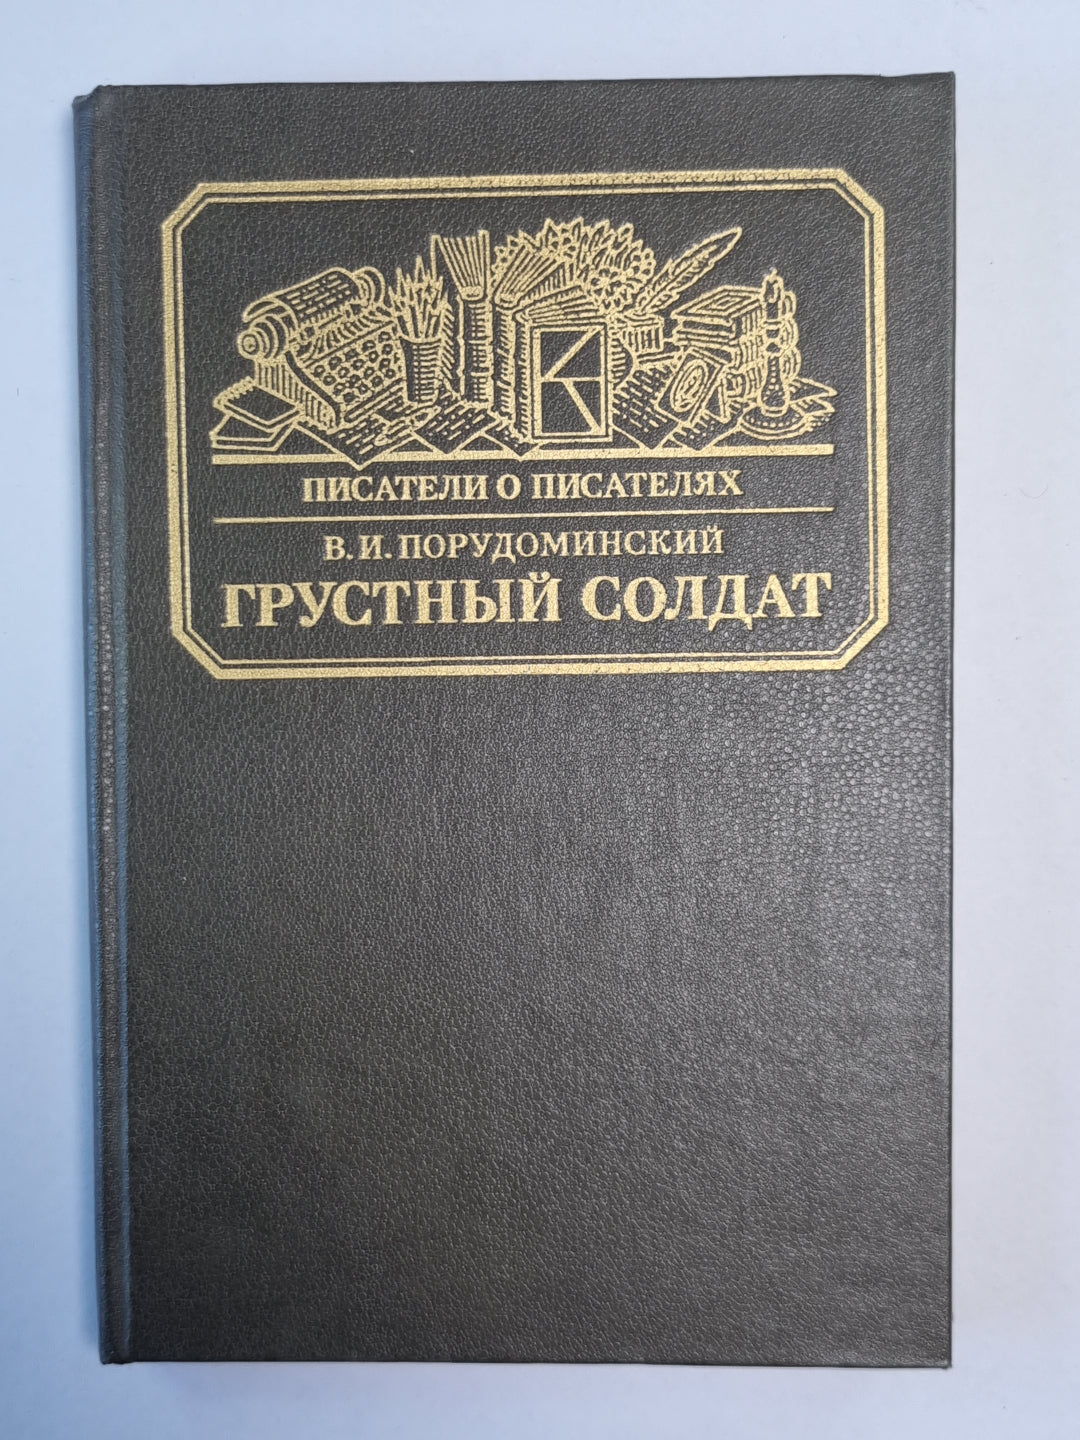 ПИСАТЕЛИ О ПИСАТЕЛЯХ
В. И. ПОРУДОМИНСКИЙ
ГРУСТНЫЙ СОЛДАТ